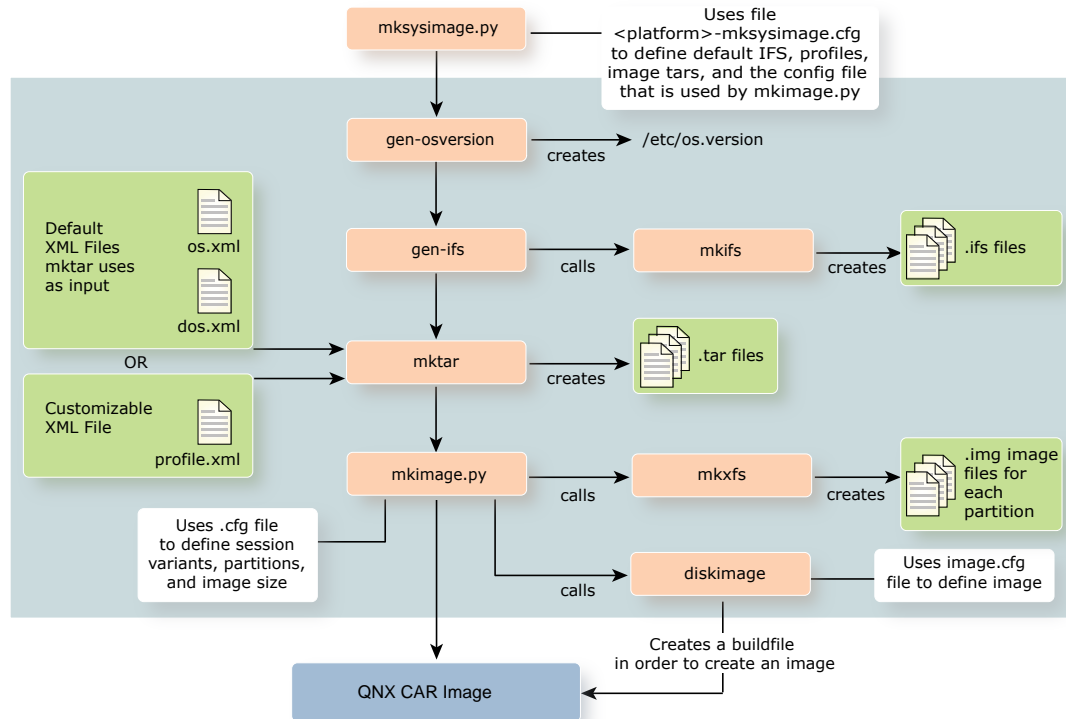 mksysimage.py
Uses file
<platform>-mksysimage.cfg
to define default IFS, profiles,
image tars, and the config file
that is used by mkimage.py
gen-osversion
creates
/etc/os.version
Default
XML Files
mktar uses
as input
os.xml
dos.xml
gen-ifs
calls
mkifs
creates
.ifs files
OR
mktar
creates
.tar files
Customizable
XML File
profile.xml
mkimage.py
calls
mkxfs
creates
.img image
files for
each
partition
Uses .cfg file
to define session
variants, partitions,
and image size
calls
diskimage
Uses image.cfg
file to define image
Creates a buildfile
in order to create an image
QNX CAR Image